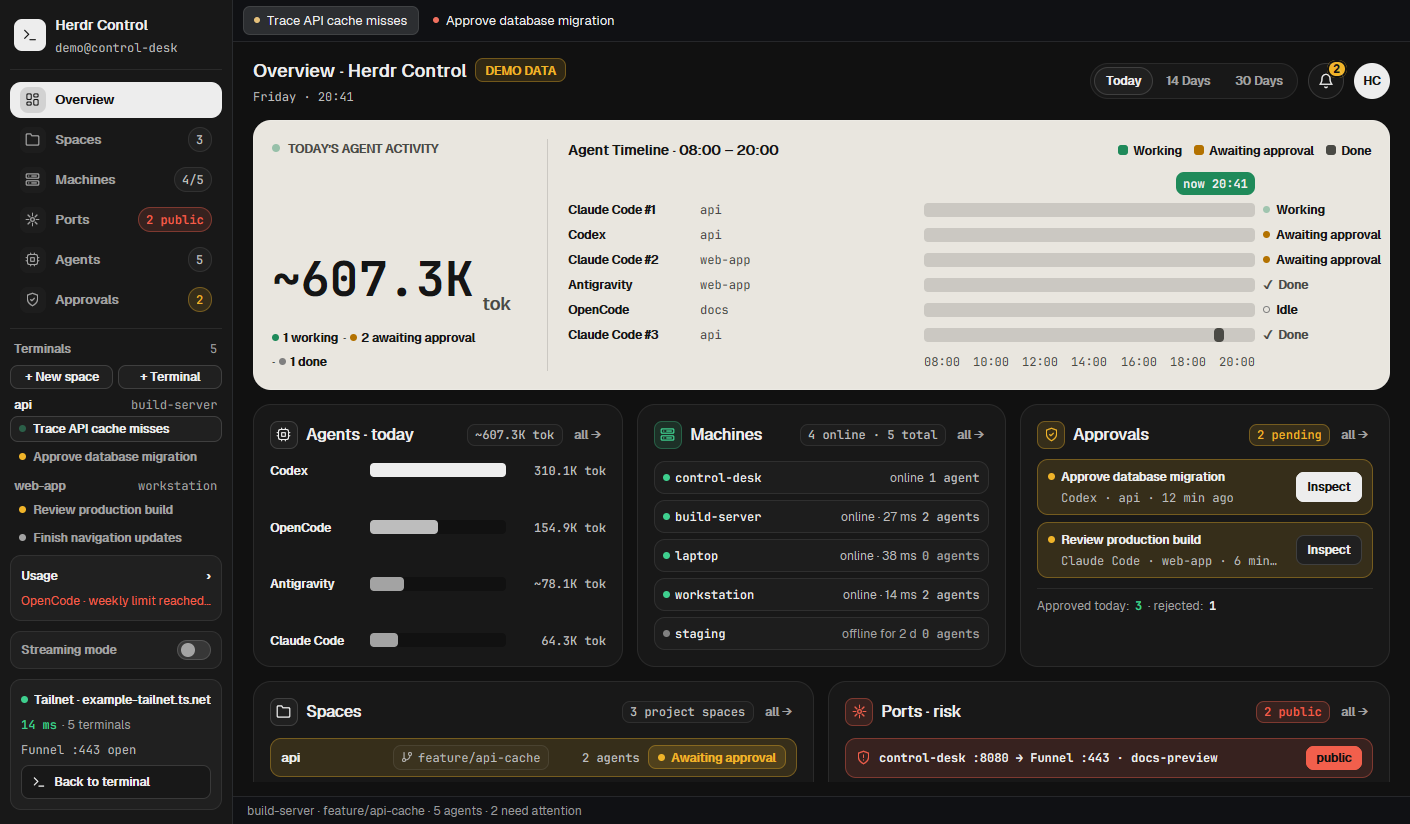 Herdr Control
demo@control-desk
Overview
Spaces 3
Machines 4/5
Ports 2 public
Agents 5
Approvals 2
Terminals 5
+ New space + Terminal
api build-server
Trace API cache misses
Approve database migration
web-app workstation
Review production build
Finish navigation updates
Usage ›
OpenCode · weekly limit reached…
Streaming mode
Tailnet · example-tailnet.ts.net
14 ms · 5 terminals
Funnel :443 open
Back to terminal
Trace API cache misses Approve database migration
Overview · Herdr Control DEMO DATA
Friday · 20:41
Today 14 Days 30 Days 2 HC
TODAY'S AGENT ACTIVITY
~607.3K tok
1 working · 2 awaiting approval
· 1 done
Agent Timeline · 08:00 – 20:00 Working Awaiting approval Done
now 20:41
Claude Code #1 api Working
Codex api Awaiting approval
Claude Code #2 web-app Awaiting approval
Antigravity web-app ✓ Done
OpenCode docs Idle
Claude Code #3 api ✓ Done
08:00 10:00 12:00 14:00 16:00 18:00 20:00
Agents · today ~607.3K tok all →
Codex 310.1K tok
OpenCode 154.9K tok
Antigravity ~78.1K tok
Claude Code 64.3K tok
Machines 4 online · 5 total all →
control-desk online 1 agent
build-server online · 27 ms 2 agents
laptop online · 38 ms 0 agents
workstation online · 14 ms 2 agents
staging offline for 2 d 0 agents
Approvals 2 pending all →
Approve database migration
Codex · api · 12 min ago
Inspect
Review production build
Claude Code · web-app · 6 min…
Inspect
Approved today: 3 · rejected: 1
Spaces 3 project spaces all →
api feature/api-cache 2 agents Awaiting approval
Ports · risk 2 public all →
control-desk :8080 → Funnel :443 · docs-preview public
build-server · feature/api-cache · 5 agents · 2 need attention